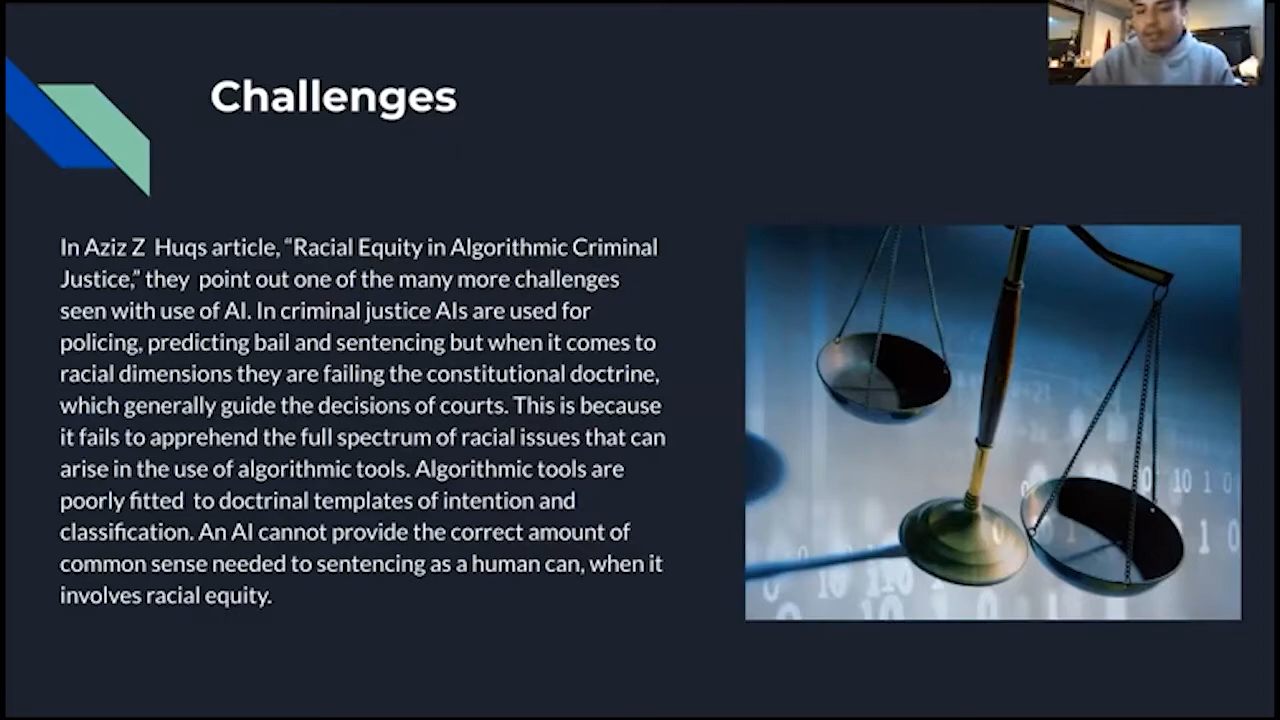 Challenges
In Aziz Z  Huqs article, “Racial Equity in Algorithmic Criminal
Justice,” they  point out one of the many more challenges
seen with use of AI. In criminal justice AIs are used for
policing, predicting bail and sentencing but when it comes to
racial dimensions they are failing the constitutional doctrine,
which generally guide the decisions of courts. This is because
it fails to apprehend the full spectrum of racial issues that can
arise in the use of algorithmic tools. Algorithmic tools are
poorly fitted  to doctrinal templates of intention and
classification. An AI cannot provide the correct amount of
common sense needed to sentencing as a human can, when it
involves racial equity.